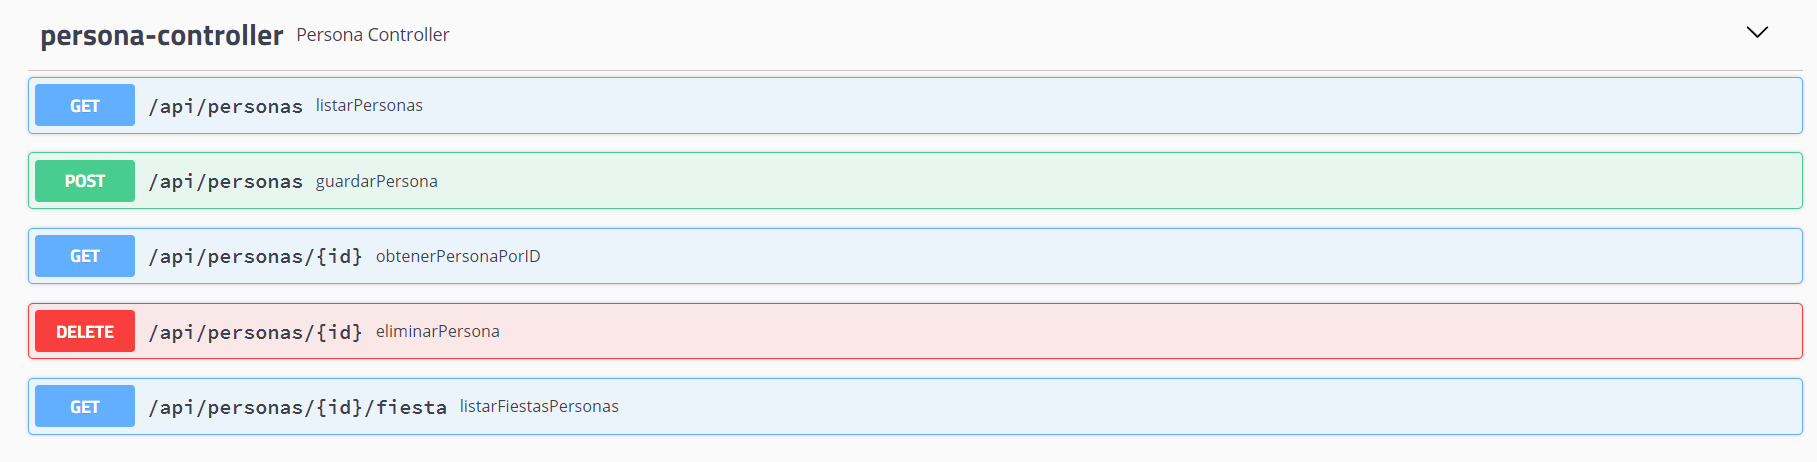 persona-controller Persona Controller
GET /api/personas listarPersonas
POST /api/personas guardarPersona
GET /api/personas/{id} obtenerPersonaPorID
DELETE /api/personas/{id} eliminarPersona
GET /api/personas/{id}/fiesta listarFiestasPersonas